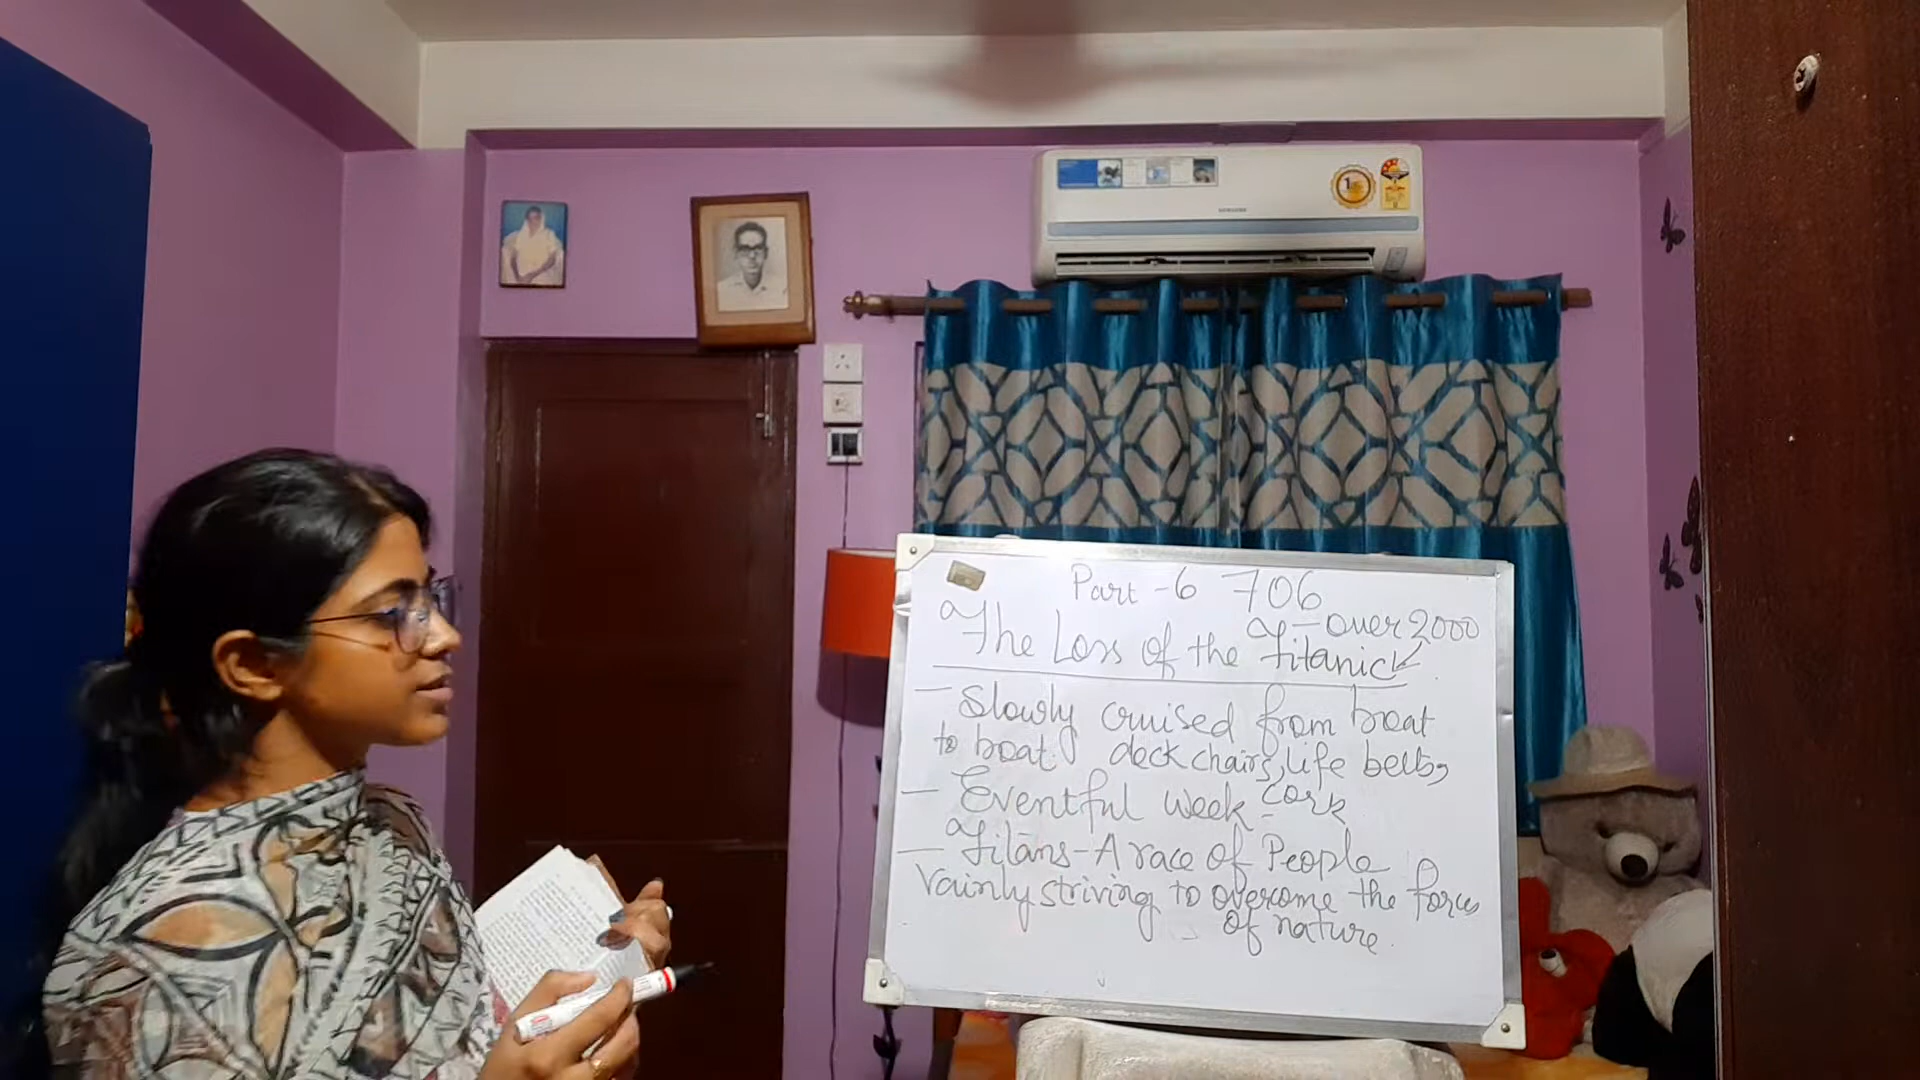 Part - 6 706
The Loss of the Titanic
T - over 2000
- Slowly cruised from boat
to boat. deck chairs, life belts,
- Eventful week - cork
- Titans - A race of People
Vainly striving to overcome the forces
of nature.
SAMSUNG